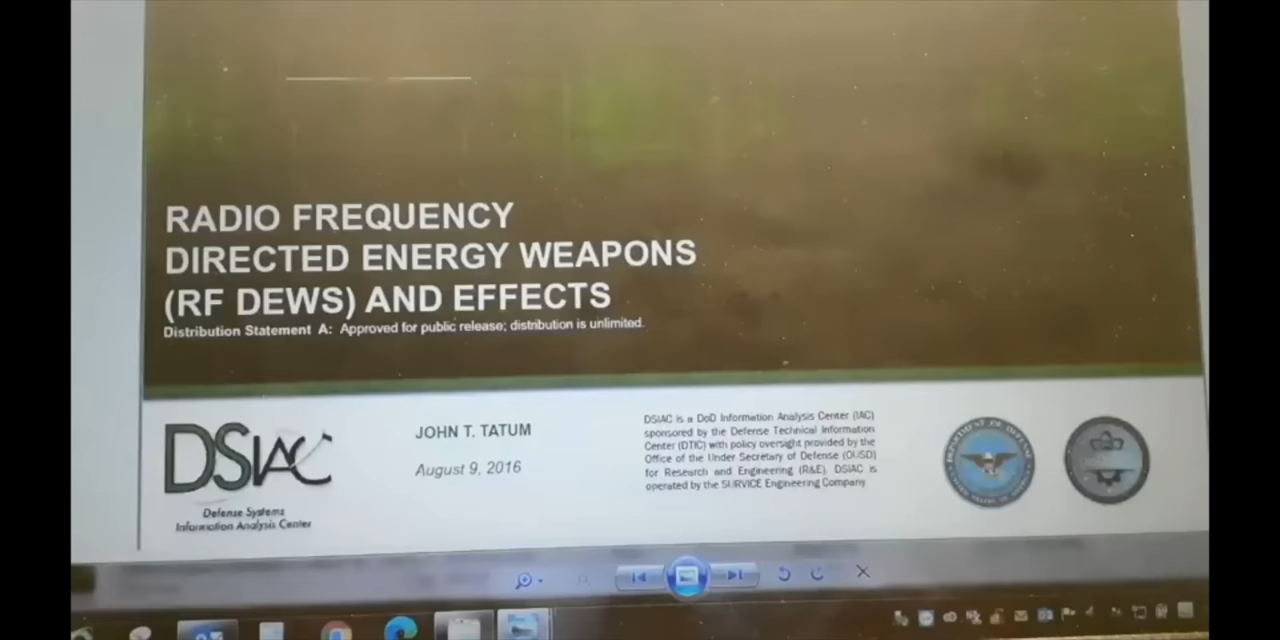 RADIO FREQUENCY
DIRECTED ENERGY WEAPONS
(RF DEWS) AND EFFECTS
Distribution Statement A: Approved for public release; distribution is unlimited.
DSIAC
Defense Systems
Information Analysis Center
JOHN T. TATUM
August 9, 2016
DSIAC is a DoD Information Analysis Center (IAC)
sponsored by the Defense Technical Information
Center (DTIC) with policy oversight provided by the
Office of the Under Secretary of Defense (OUSD)
for Research and Engineering (R&E). DSIAC is
operated by the SURVICE Engineering Company
DEPARTMENT OF DEFENSE